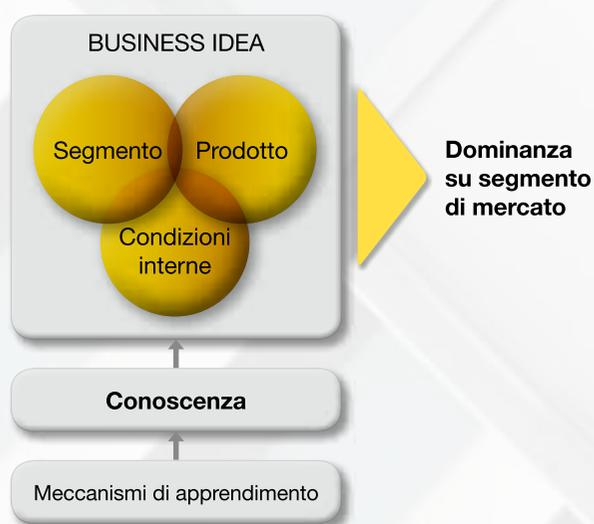 BUSINESS IDEA
Segmento
Prodotto
Condizioni
interne
Dominanza
su segmento
di mercato
Conoscenza
Meccanismi di apprendimento